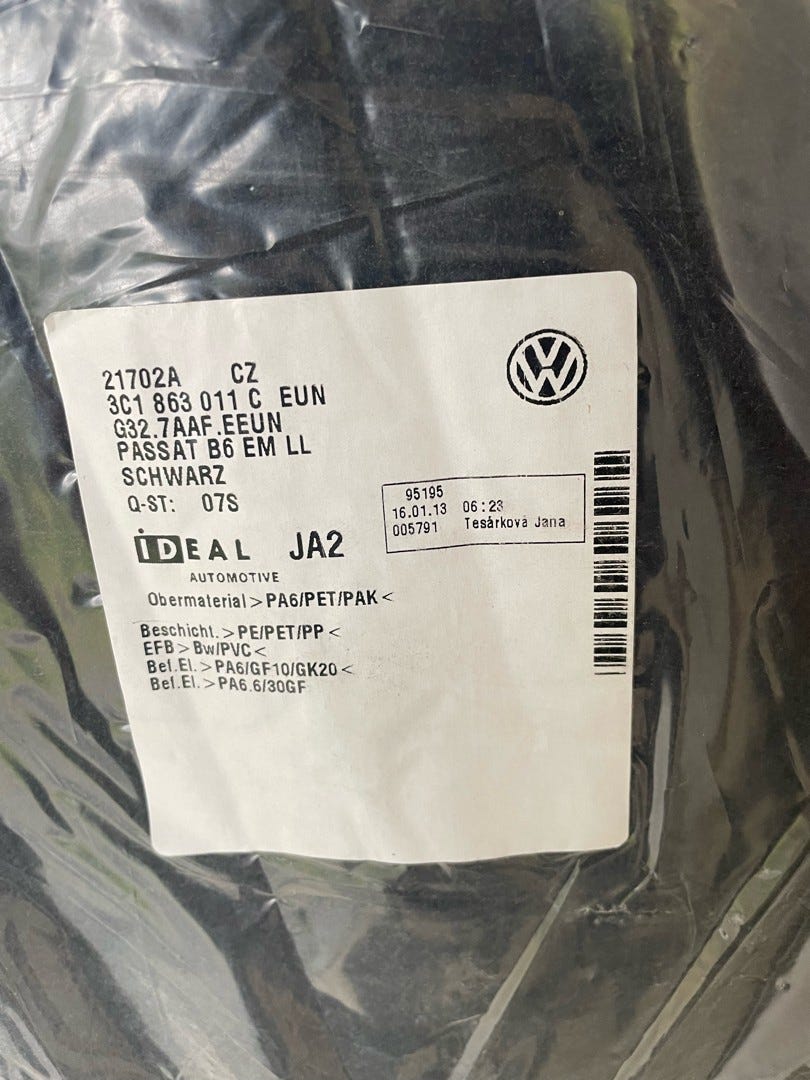 21702A CZ
3C1 863 011 C EUN
G32.7AAF.EEUN
PASSAT B6 EM LL
SCHWARZ
Q-ST: 07S
95195
16.01.13 06:23
005791 Tesárková Jana
iDEAL JA2
AUTOMOTIVE
Obermaterial>PA6/PET/PAK<
Beschicht.>PE/PET/PP<
EFB>Bw/PVC<
Bef.El.>PA6/GF10/GK20<
Bef.El.>PA6.6/30GF